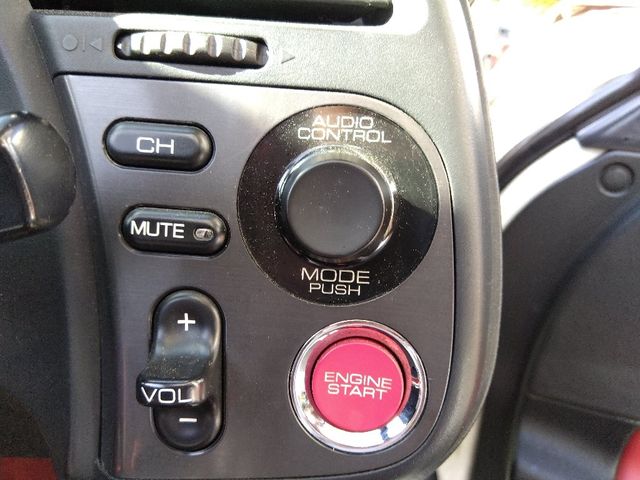 AUDIO
CONTROL
CH
MUTE
MODE
PUSH
+
VOL
−
ENGINE
START